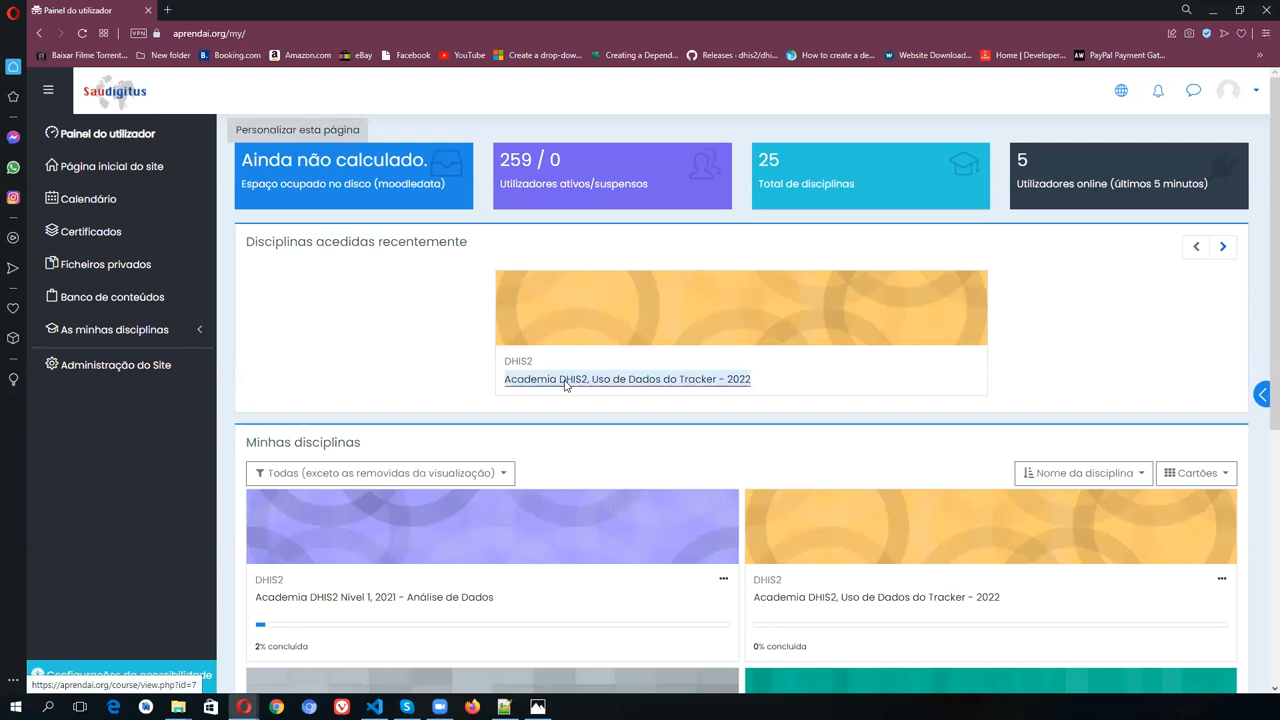 Painel do utilizador
VPN
aprendai.org/my/
Baixar Filme Torrent...
New folder
Booking.com
Amazon.com
eBay
Facebook
YouTube
Create a drop-dow...
Creating a Depend...
Releases · dhis2/dhi...
How to create a de...
Website Download...
Home | Developer...
PayPal Payment Gat...
Saudigitus
Painel do utilizador
Página inicial do site
Calendário
Certificados
Ficheiros privados
Banco de conteúdos
As minhas disciplinas
Administração do Site
Configurações de acessibilidade
Personalizar esta página
Ainda não calculado.
Espaço ocupado no disco (moodledata)
259 / 0
Utilizadores ativos/suspensos
25
Total de disciplinas
5
Utilizadores online (últimos 5 minutos)
Disciplinas acedidas recentemente
DHIS2
Academia DHIS2, Uso de Dados do Tracker - 2022
Minhas disciplinas
Todas (exceto as removidas da visualização)
Nome da disciplina
Cartões
DHIS2
Academia DHIS2 Nivel 1, 2021 - Análise de Dados
2% concluída
DHIS2
Academia DHIS2, Uso de Dados do Tracker - 2022
0% concluída
https://aprendai.org/course/view.php?id=7